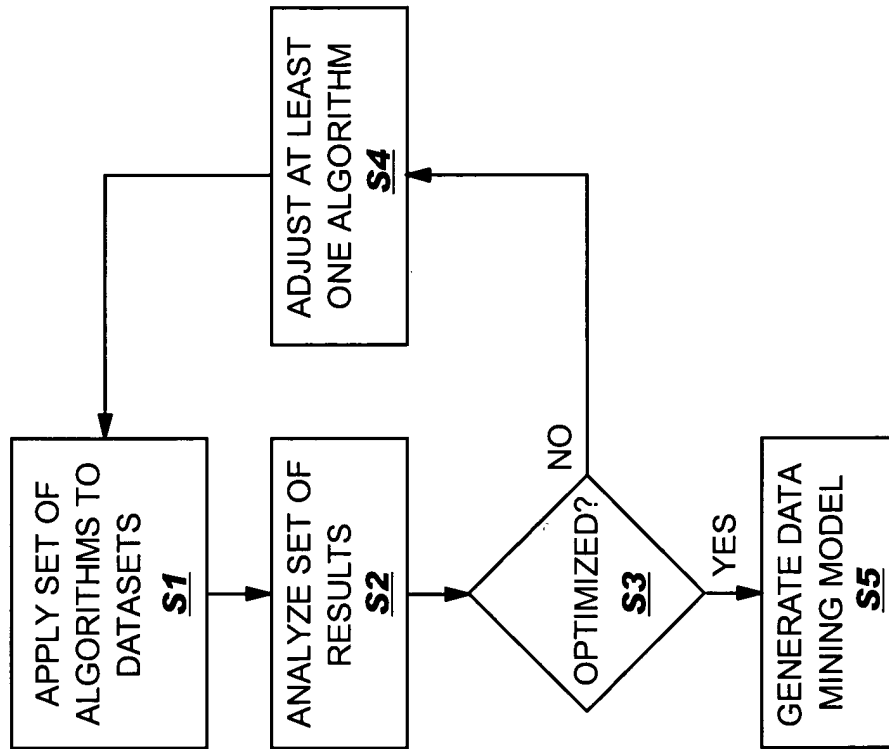 APPLY SET OF
ALGORITHMS TO
DATASETS
S1
ANALYZE SET OF
RESULTS
S2
OPTIMIZED?
S3
NO
YES
ADJUST AT LEAST
ONE ALGORITHM
S4
GENERATE DATA
MINING MODEL
S5